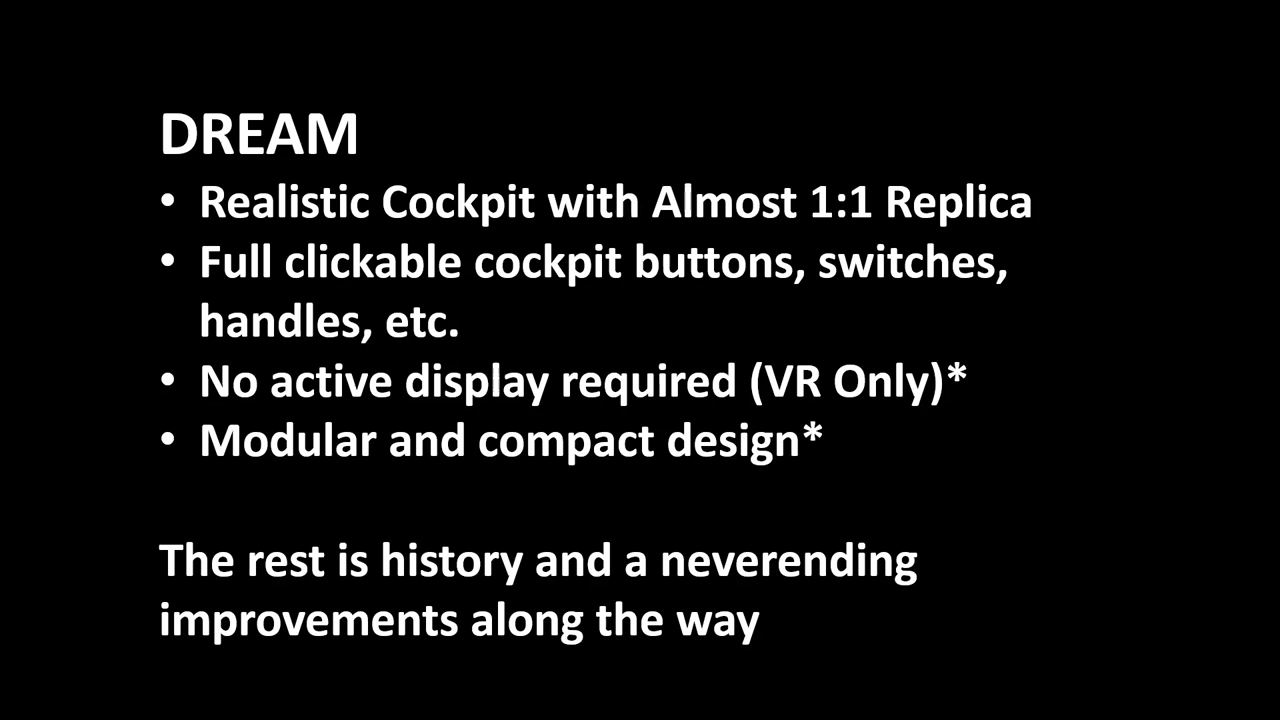 DREAM
• Realistic Cockpit with Almost 1:1 Replica
• Full clickable cockpit buttons, switches,
handles, etc.
• No active display required (VR Only)*
• Modular and compact design*
The rest is history and a neverending
improvements along the way